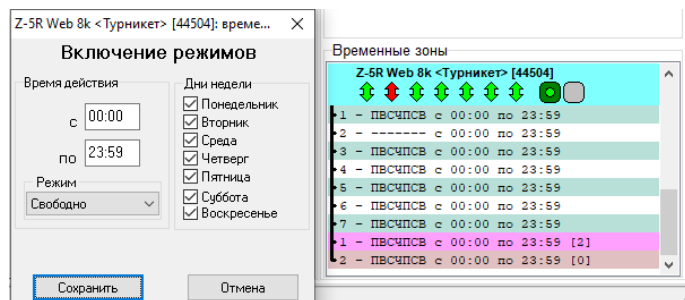 Z-5R Web 8k <Турникет> [44504]: време...
Включение режимов
Время действия
с 00:00
по 23:59
Режим
Свободно
Дни недели
Понедельник
Вторник
Среда
Четверг
Пятница
Суббота
Воскресенье
Сохранить
Отмена
Временные зоны
Z-5R Web 8k <Турникет> [44504]
1 - ПВСЧПСВ с 00:00 по 23:59
2 - ------- с 00:00 по 23:59
3 - ПВСЧПСВ с 00:00 по 23:59
4 - ПВСЧПСВ с 00:00 по 23:59
5 - ПВСЧПСВ с 00:00 по 23:59
6 - ПВСЧПСВ с 00:00 по 23:59
7 - ПВСЧПСВ с 00:00 по 23:59
1 - ПВСЧПСВ с 00:00 по 23:59 [2]
2 - ПВСЧПСВ с 00:00 по 23:59 [0]